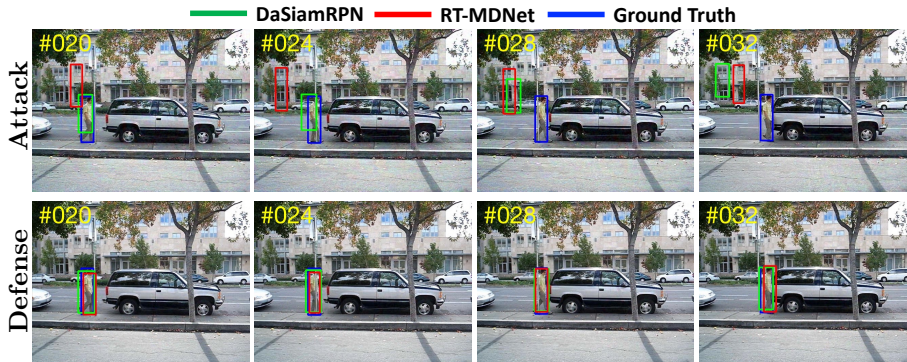 DaSiamRPN RT-MDNet Ground Truth
Attack
#020 #024 #028 #032
Defense
#020 #024 #028 #032